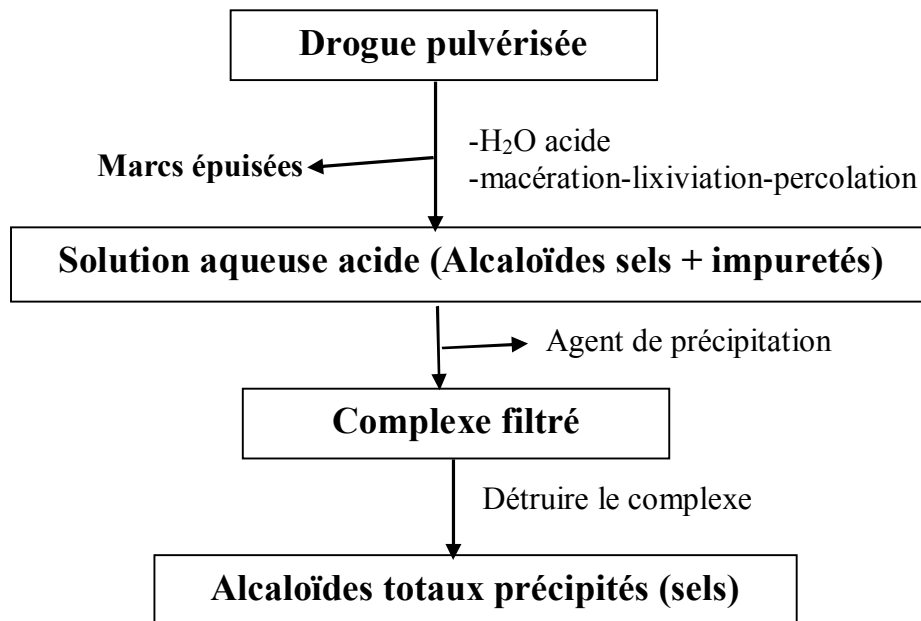 Drogue pulvérisée
-H₂O acide
Marcs épuisées
-macération-lixiviation-percolation
Solution aqueuse acide (Alcaloïdes sels + impuretés)
Agent de précipitation
Complexe filtré
Détruire le complexe
Alcaloïdes totaux précipités (sels)